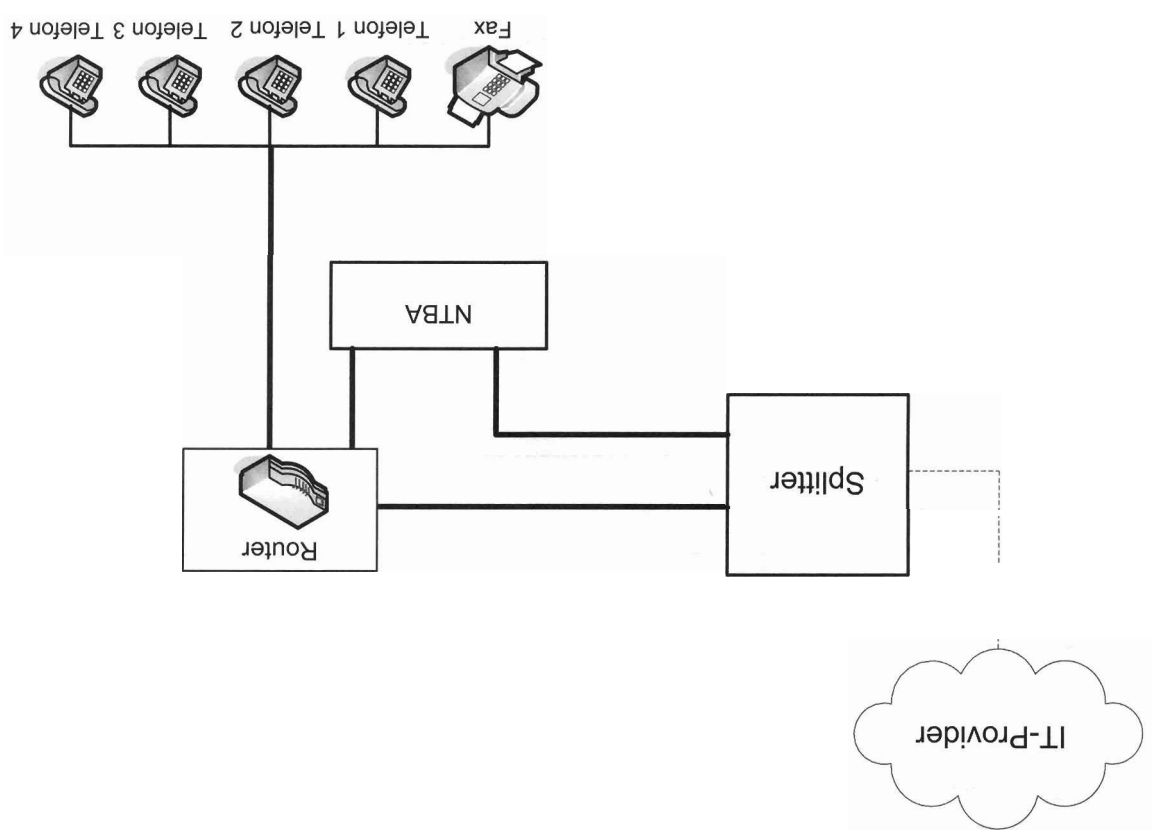 IT-Provider
Router
Splitter
NTBA
Fax
Telefon 1
Telefon 2
Telefon 3
Telefon 4